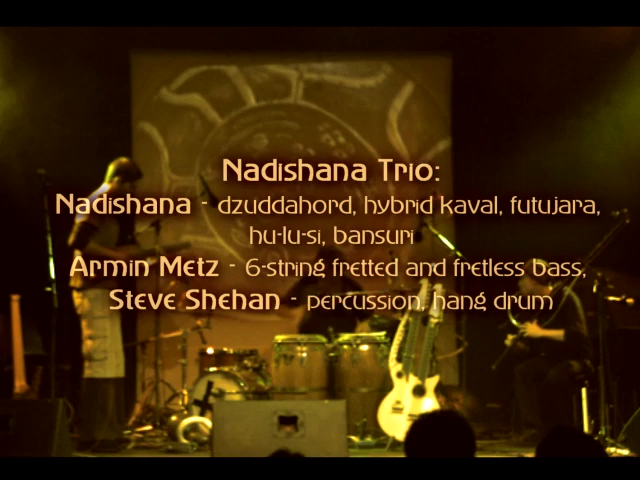 Nadishana Trio:
Nadishana - dzuddahord, hybrid kaval, futujara,
hu-lu-si, bansuri
Armin Metz - 6-string fretted and fretless bass,
Steve Shehan - percussion, hang drum